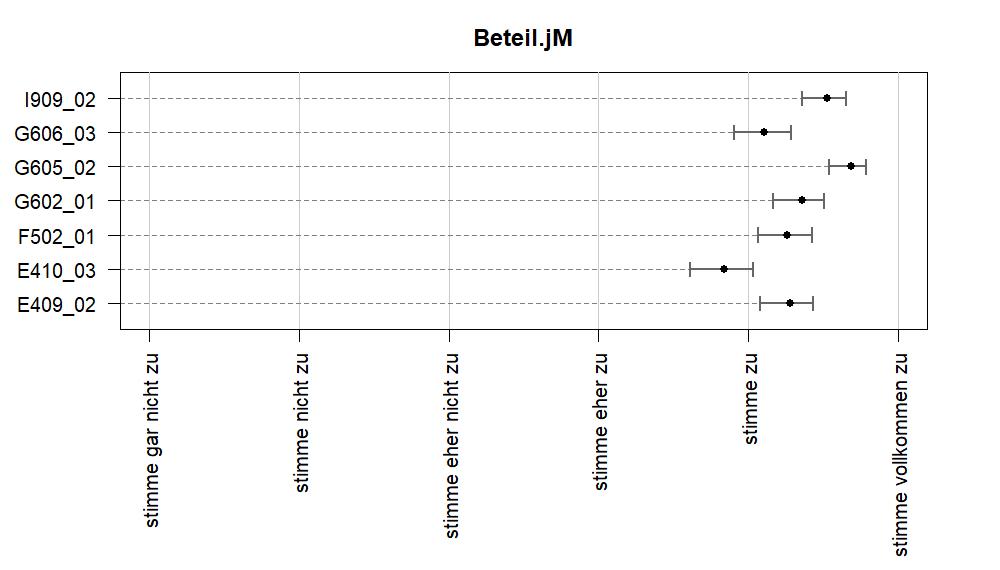 Beteil.jM
I909_02
G606_03
G605_02
G602_01
F502_01
E410_03
E409_02
stimme gar nicht zu
stimme nicht zu
stimme eher nicht zu
stimme eher zu
stimme zu
stimme vollkommen zu